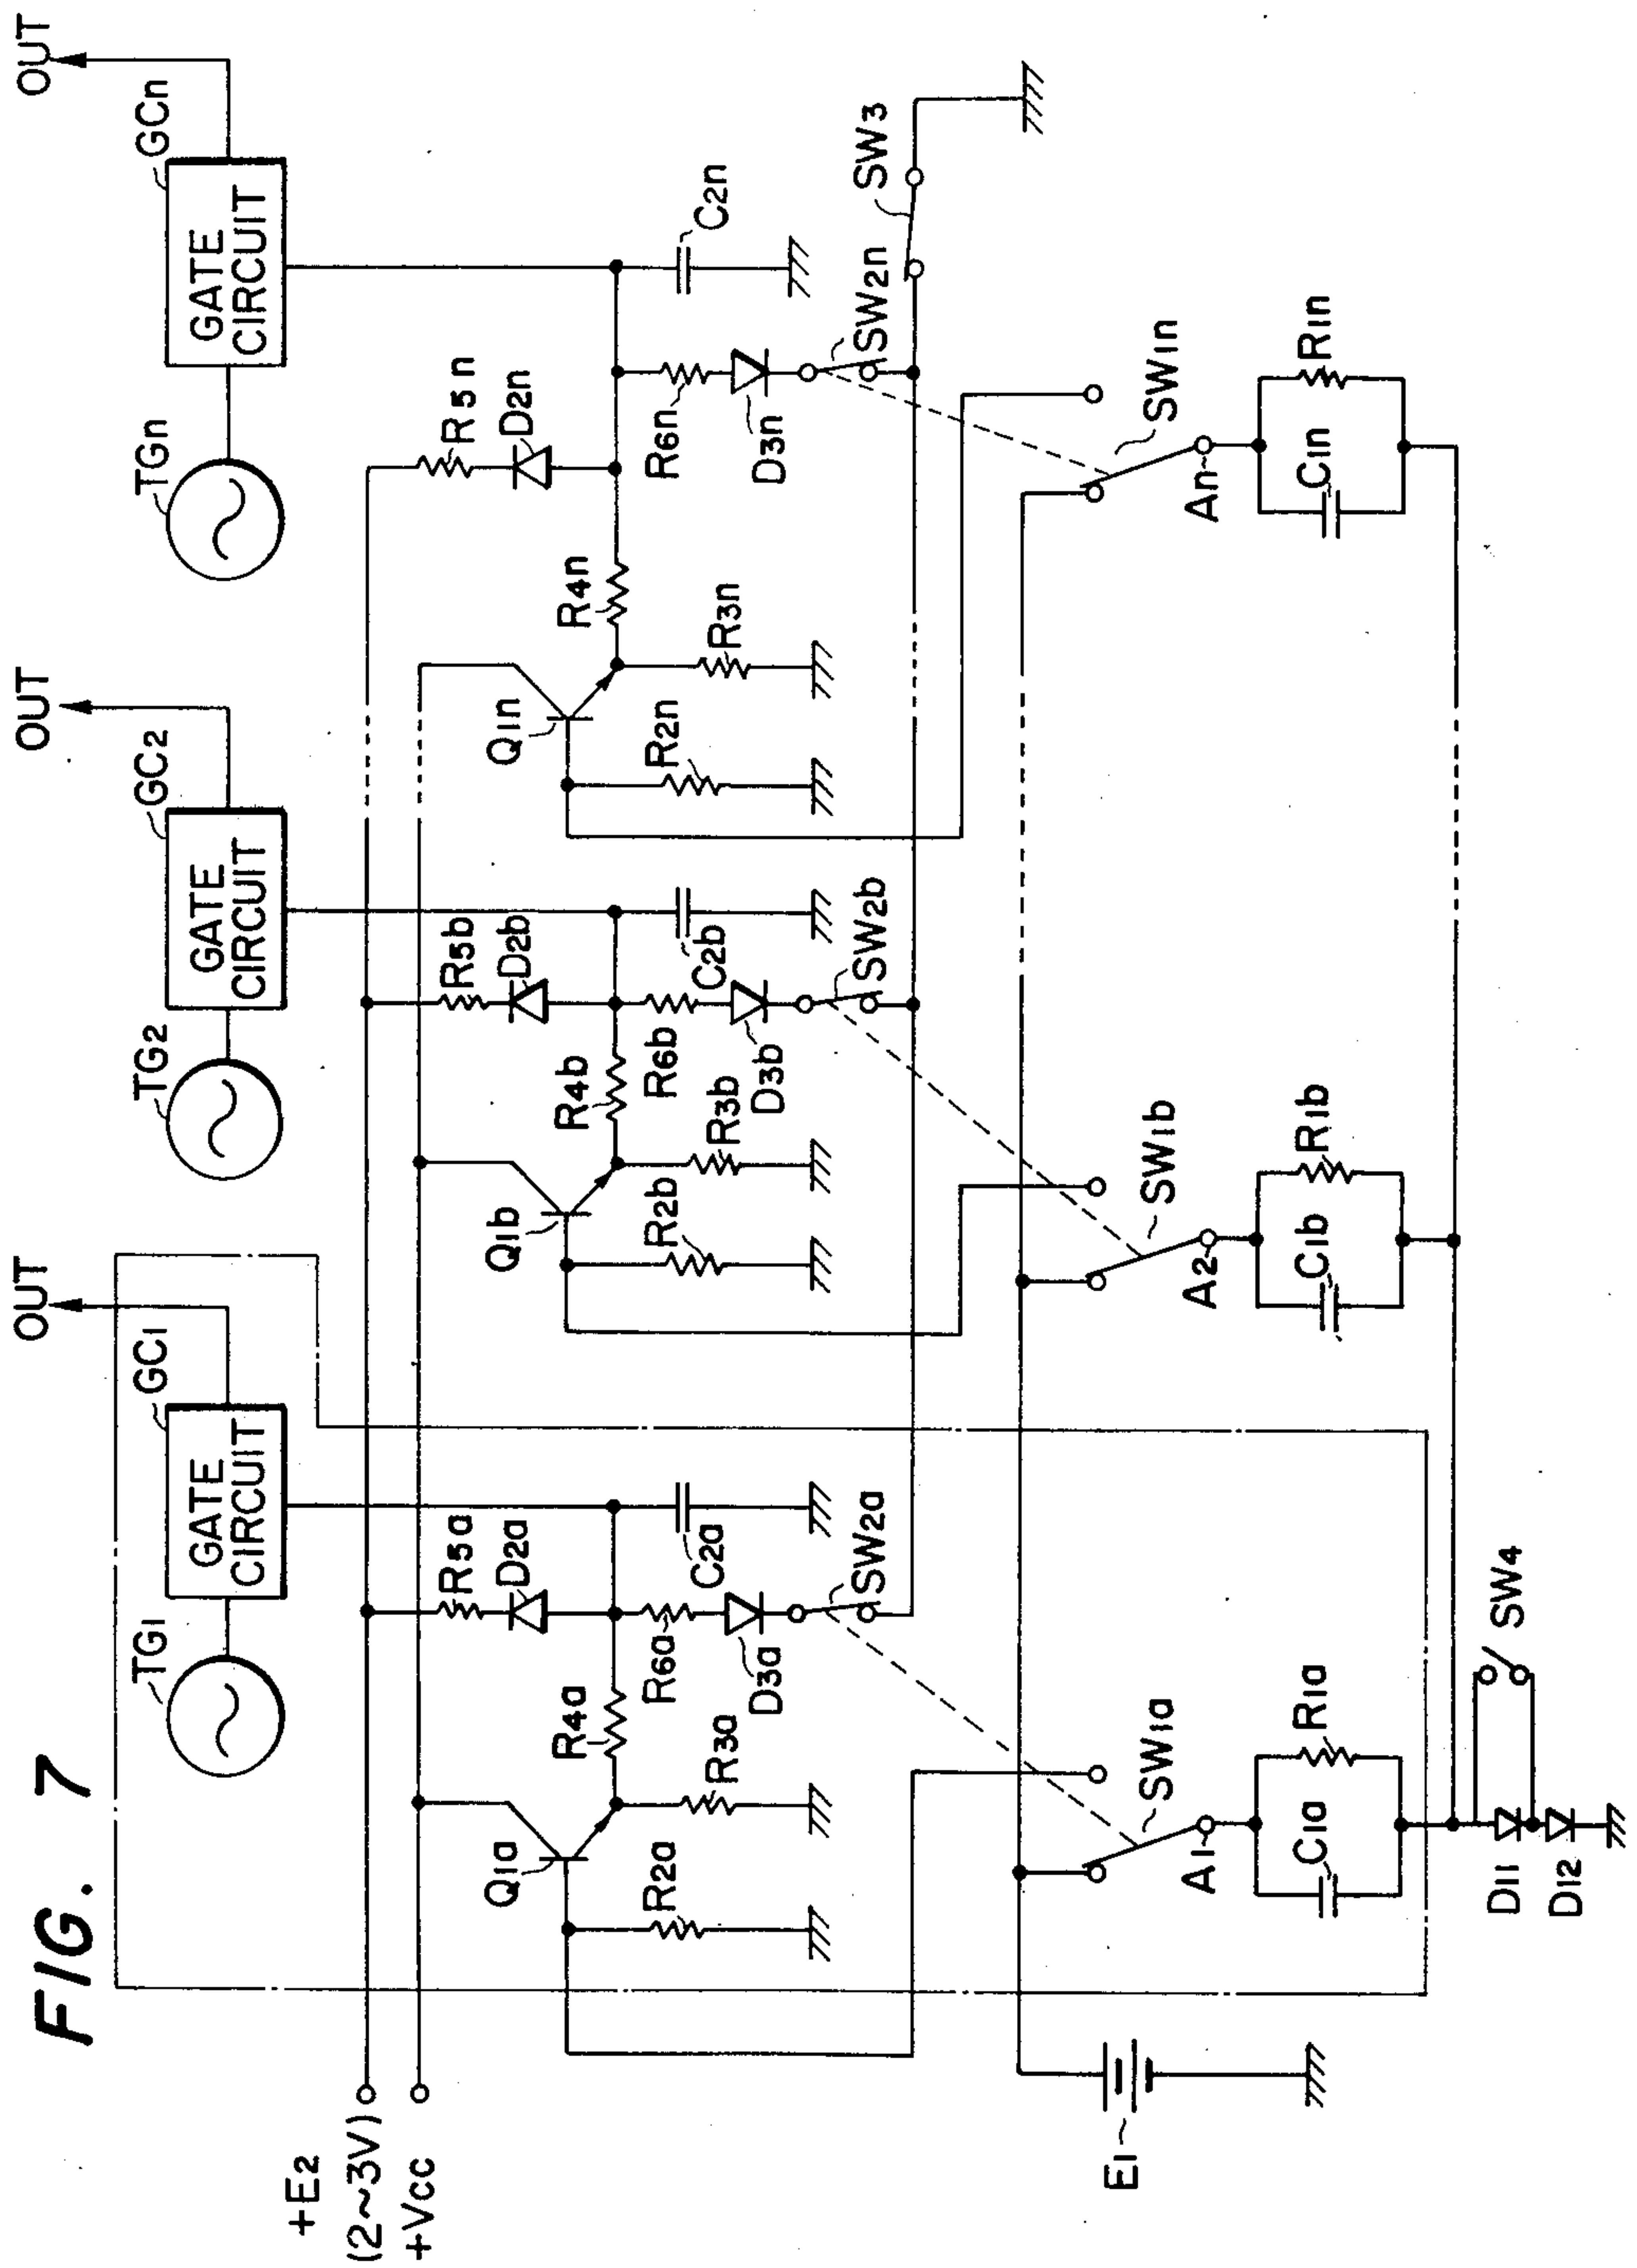 FIG. 7
OUT
OUT
OUT
TG1
GC1
GATE
CIRCUIT
TG2
GC2
GATE
CIRCUIT
TGn
GCn
GATE
CIRCUIT
+E2
(2~3V)
+Vcc
Q1a
R2a
R3a
R4a
R5a
D2a
R6a
D3a
C2a
SW2a
Q1b
R2b
R3b
R4b
R5b
D2b
R6b
D3b
C2b
SW2b
Q1n
R2n
R3n
R4n
R5n
D2n
R6n
D3n
C2n
SW2n
SW3
E1
SW1a
A1
C1a
R1a
D11
D12
SW4
SW1b
A2
C1b
R1b
SW1n
An
C1n
R1n